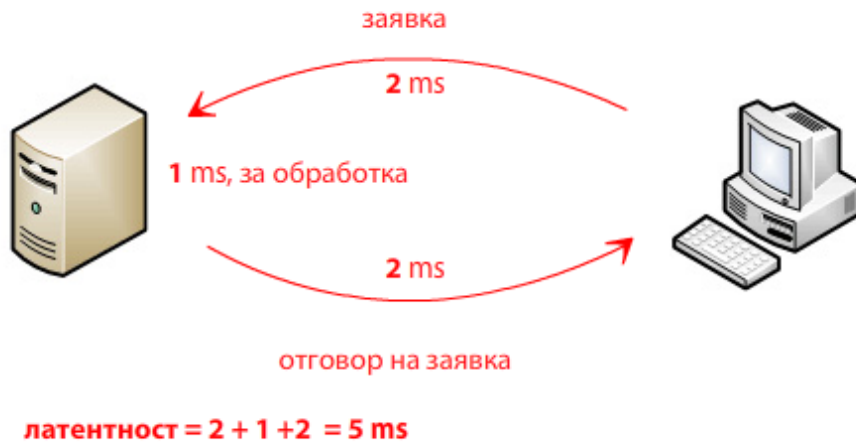 заявка
2 ms
1 ms, за обработка
2 ms
отговор на заявка
латентност = 2 + 1 +2 = 5 ms